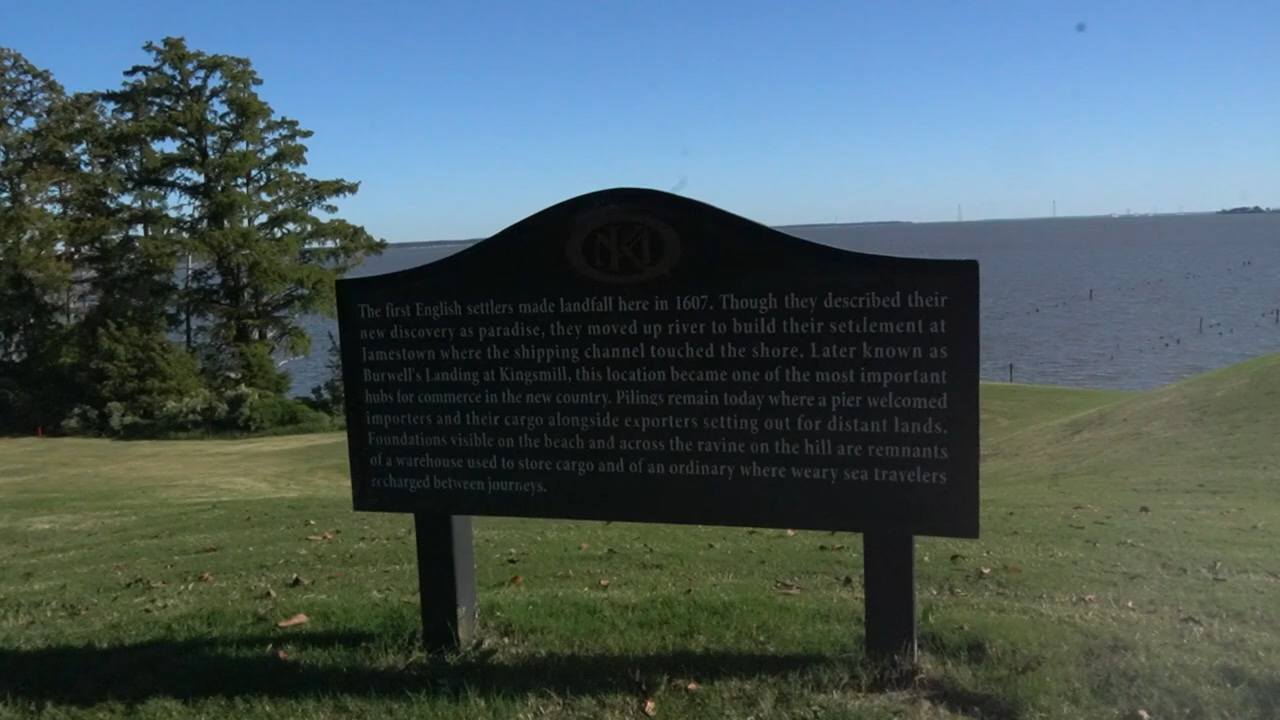 The first English settlers made landfall here in 1607. Though they described their
new discovery as paradise, they moved up river to build their settlement at
Jamestown where the shipping channel touched the shore. Later known as
Burwell's Landing at Kingsmill, this location became one of the most important
hubs for commerce in the new country. Pilings remain today where a pier welcomed
importers and their cargo alongside exporters setting out for distant lands.
Foundations visible on the beach and across the ravine on the hill are remnants
of a warehouse used to store cargo and of an ordinary where weary sea travelers
recharged between journeys.